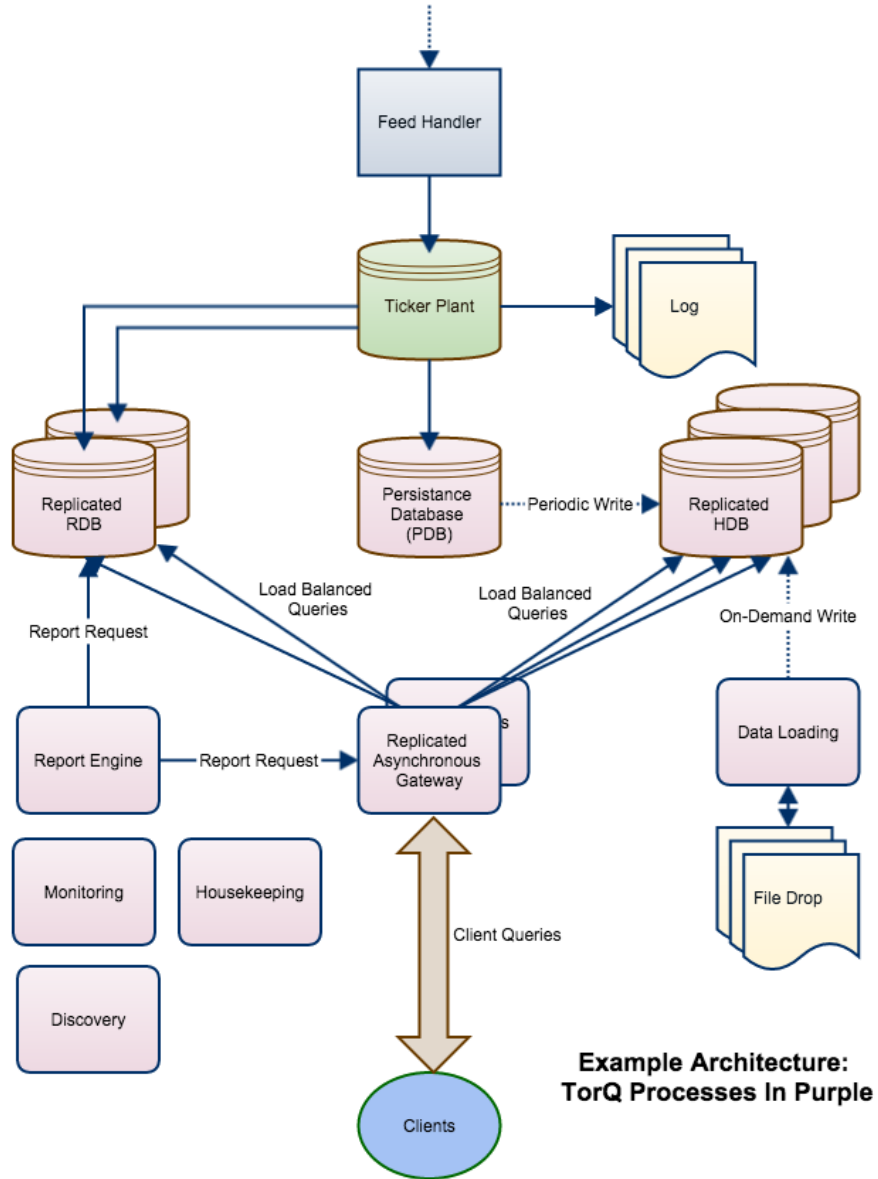 Feed Handler
Ticker Plant
Log
Replicated
RDB
Persistance
Database
(PDB)
Periodic Write
Replicated
HDB
Load Balanced
Queries
Load Balanced
Queries
Report Request
On-Demand Write
Report Engine
Report Request
Replicated
Asynchronous
Gateway
Data Loading
Monitoring
Housekeeping
File Drop
Client Queries
Discovery
Example Architecture:
TorQ Processes In Purple
Clients